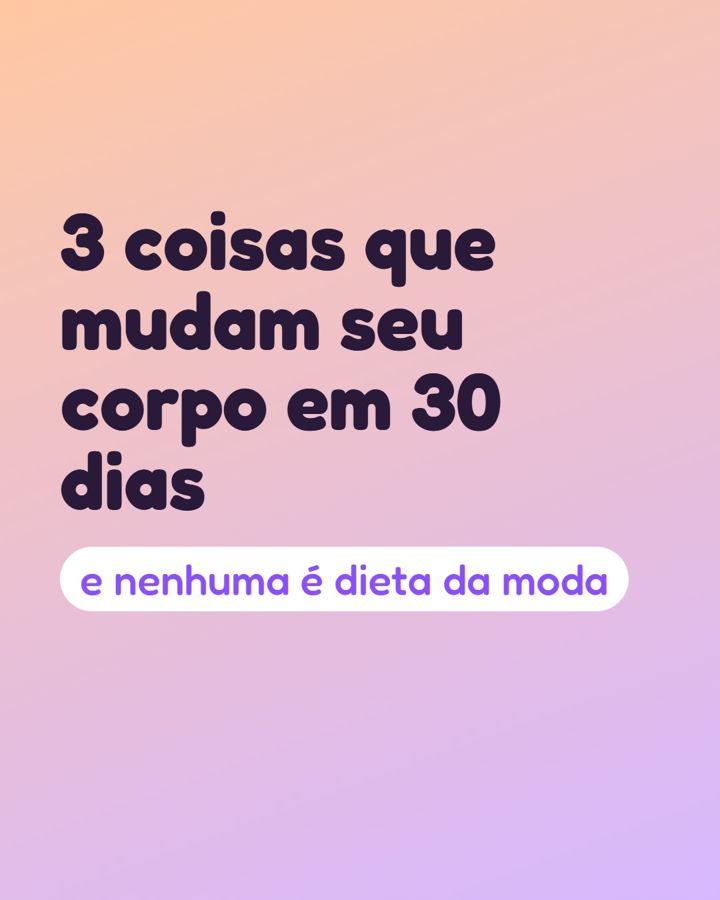 3 coisas que
mudam seu
corpo em 30
dias
e nenhuma é dieta da moda